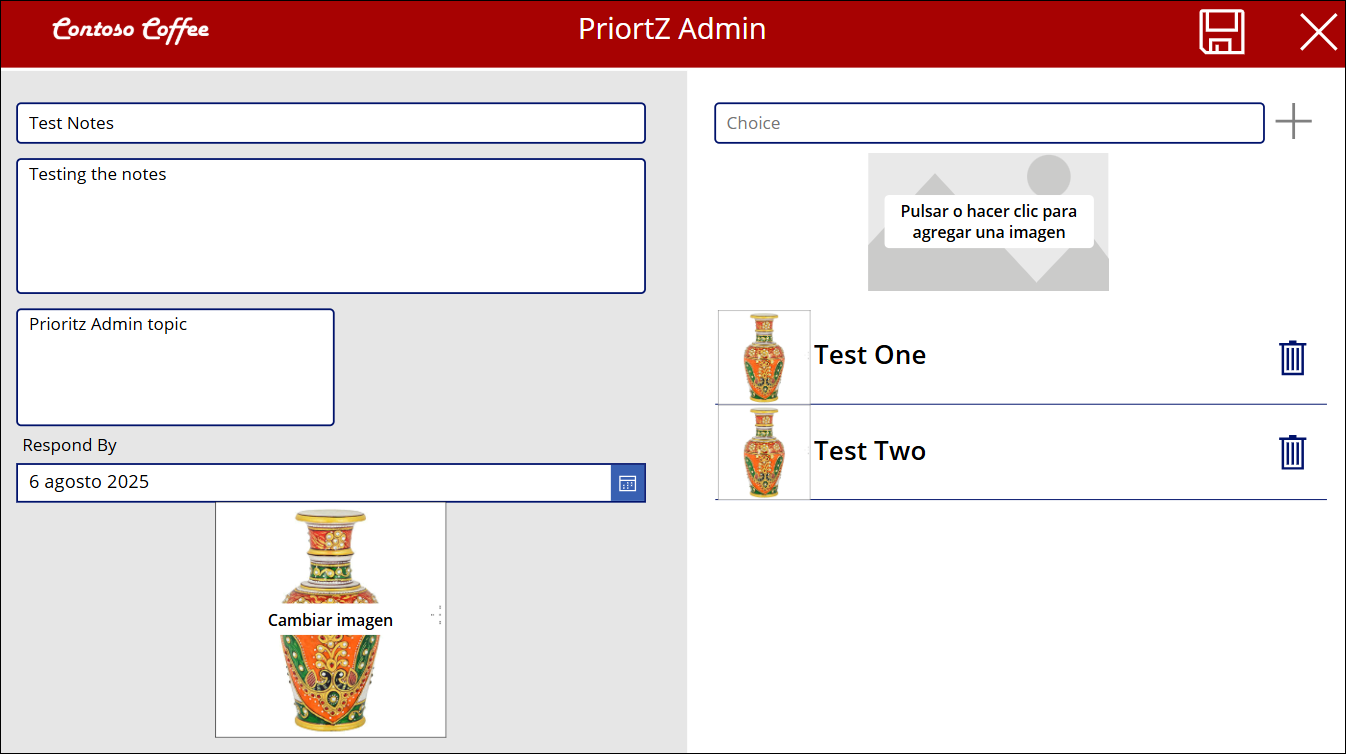 Contoso Coffee
PriortZ Admin
Test Notes
Testing the notes
Prioritz Admin topic
Respond By
6 agosto 2025
Cambiar imagen
Choice
Pulsar o hacer clic para
agregar una imagen
Test One
Test Two